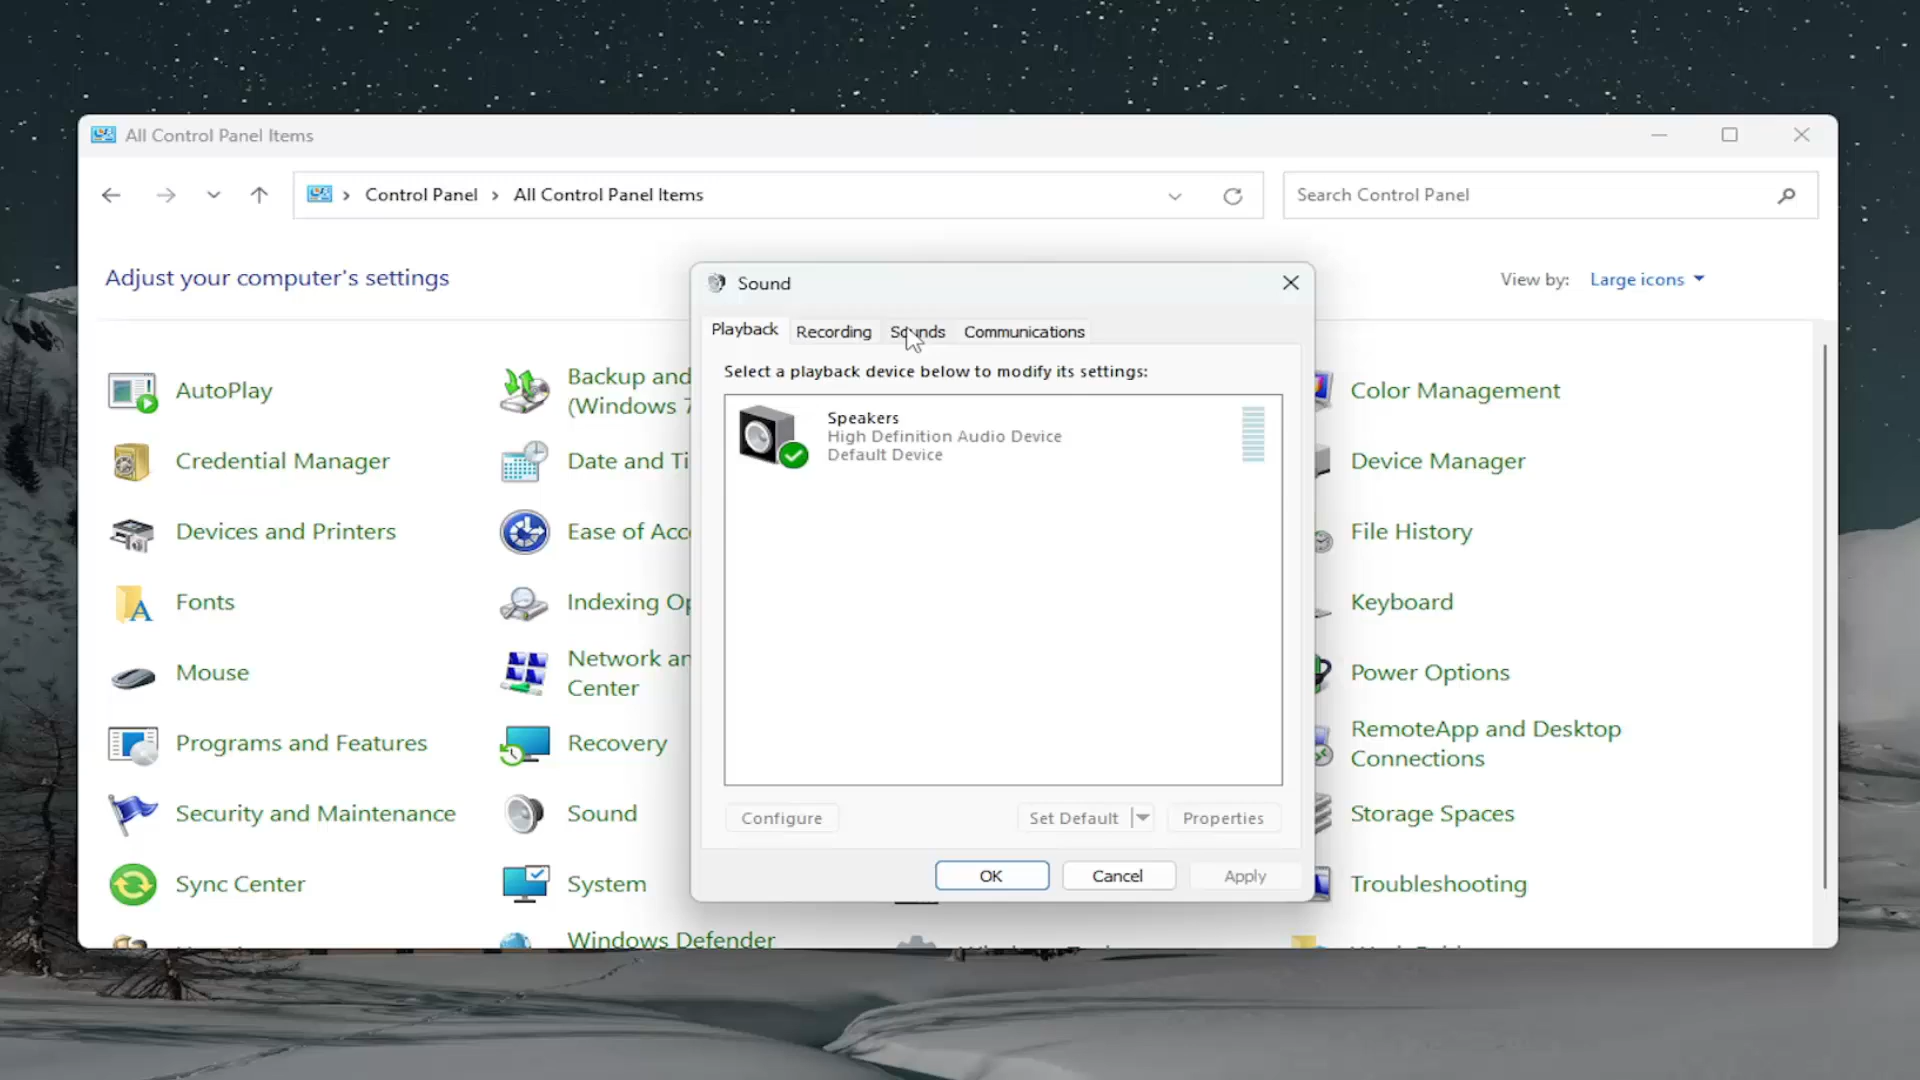 All Control Panel Items
Control Panel
All Control Panel Items
Search Control Panel
Adjust your computer's settings
View by:
Large icons
AutoPlay
Backup and
(Windows 7
Color Management
Credential Manager
Date and Ti
Device Manager
Devices and Printers
Ease of Acc
File History
Fonts
Indexing Op
Keyboard
Mouse
Network an
Center
Power Options
Programs and Features
Recovery
RemoteApp and Desktop
Connections
Security and Maintenance
Sound
Storage Spaces
Sync Center
System
Troubleshooting
Windows Defender
Sound
Playback
Recording
Sounds
Communications
Select a playback device below to modify its settings:
Speakers
High Definition Audio Device
Default Device
Configure
Set Default
Properties
OK
Cancel
Apply